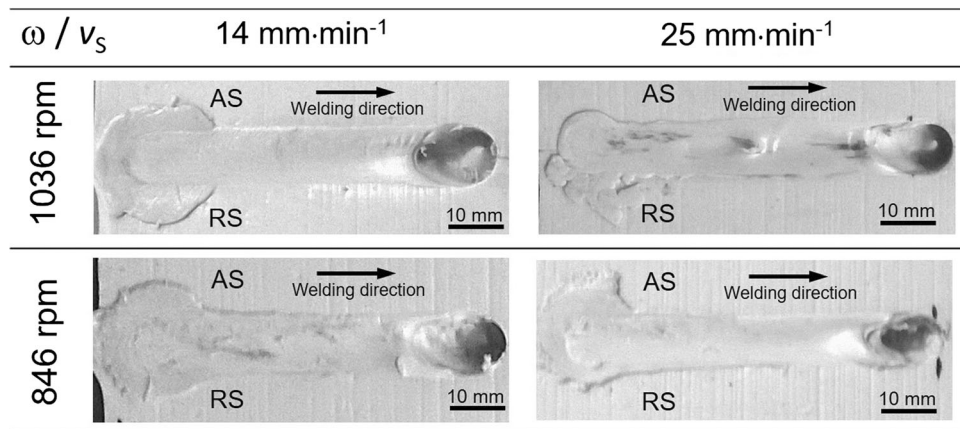 ω / vS 14 mm·min-1 25 mm·min-1
1036 rpm
AS
Welding direction
RS
10 mm
AS
Welding direction
RS
10 mm
846 rpm
AS
Welding direction
RS
10 mm
AS
Welding direction
RS
10 mm